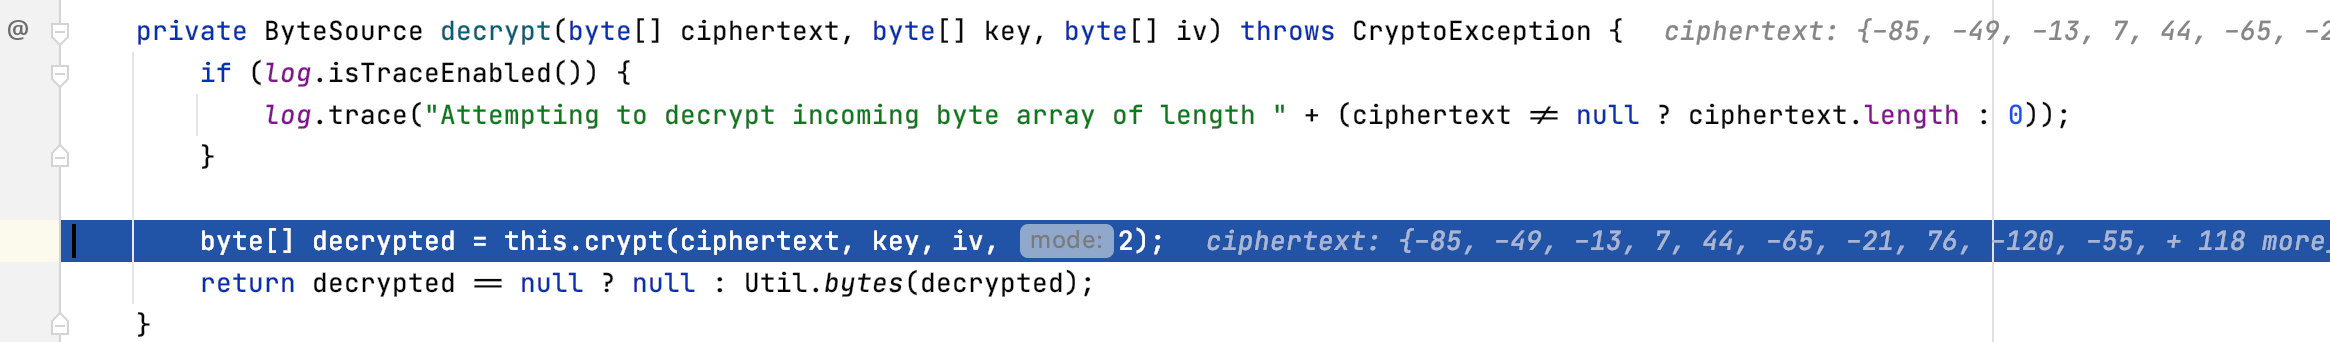 @ private ByteSource decrypt(byte[] ciphertext, byte[] key, byte[] iv) throws CryptoException {   ciphertext: {-85, -49, -13, 7, 44, -65, -2
if (log.isTraceEnabled()) {
log.trace("Attempting to decrypt incoming byte array of length " + (ciphertext ≠ null ? ciphertext.length : 0));
}
byte[] decrypted = this.crypt(ciphertext, key, iv, mode: 2);   ciphertext: {-85, -49, -13, 7, 44, -65, -21, 76, -120, -55, + 118 more
return decrypted == null ? null : Util.bytes(decrypted);
}